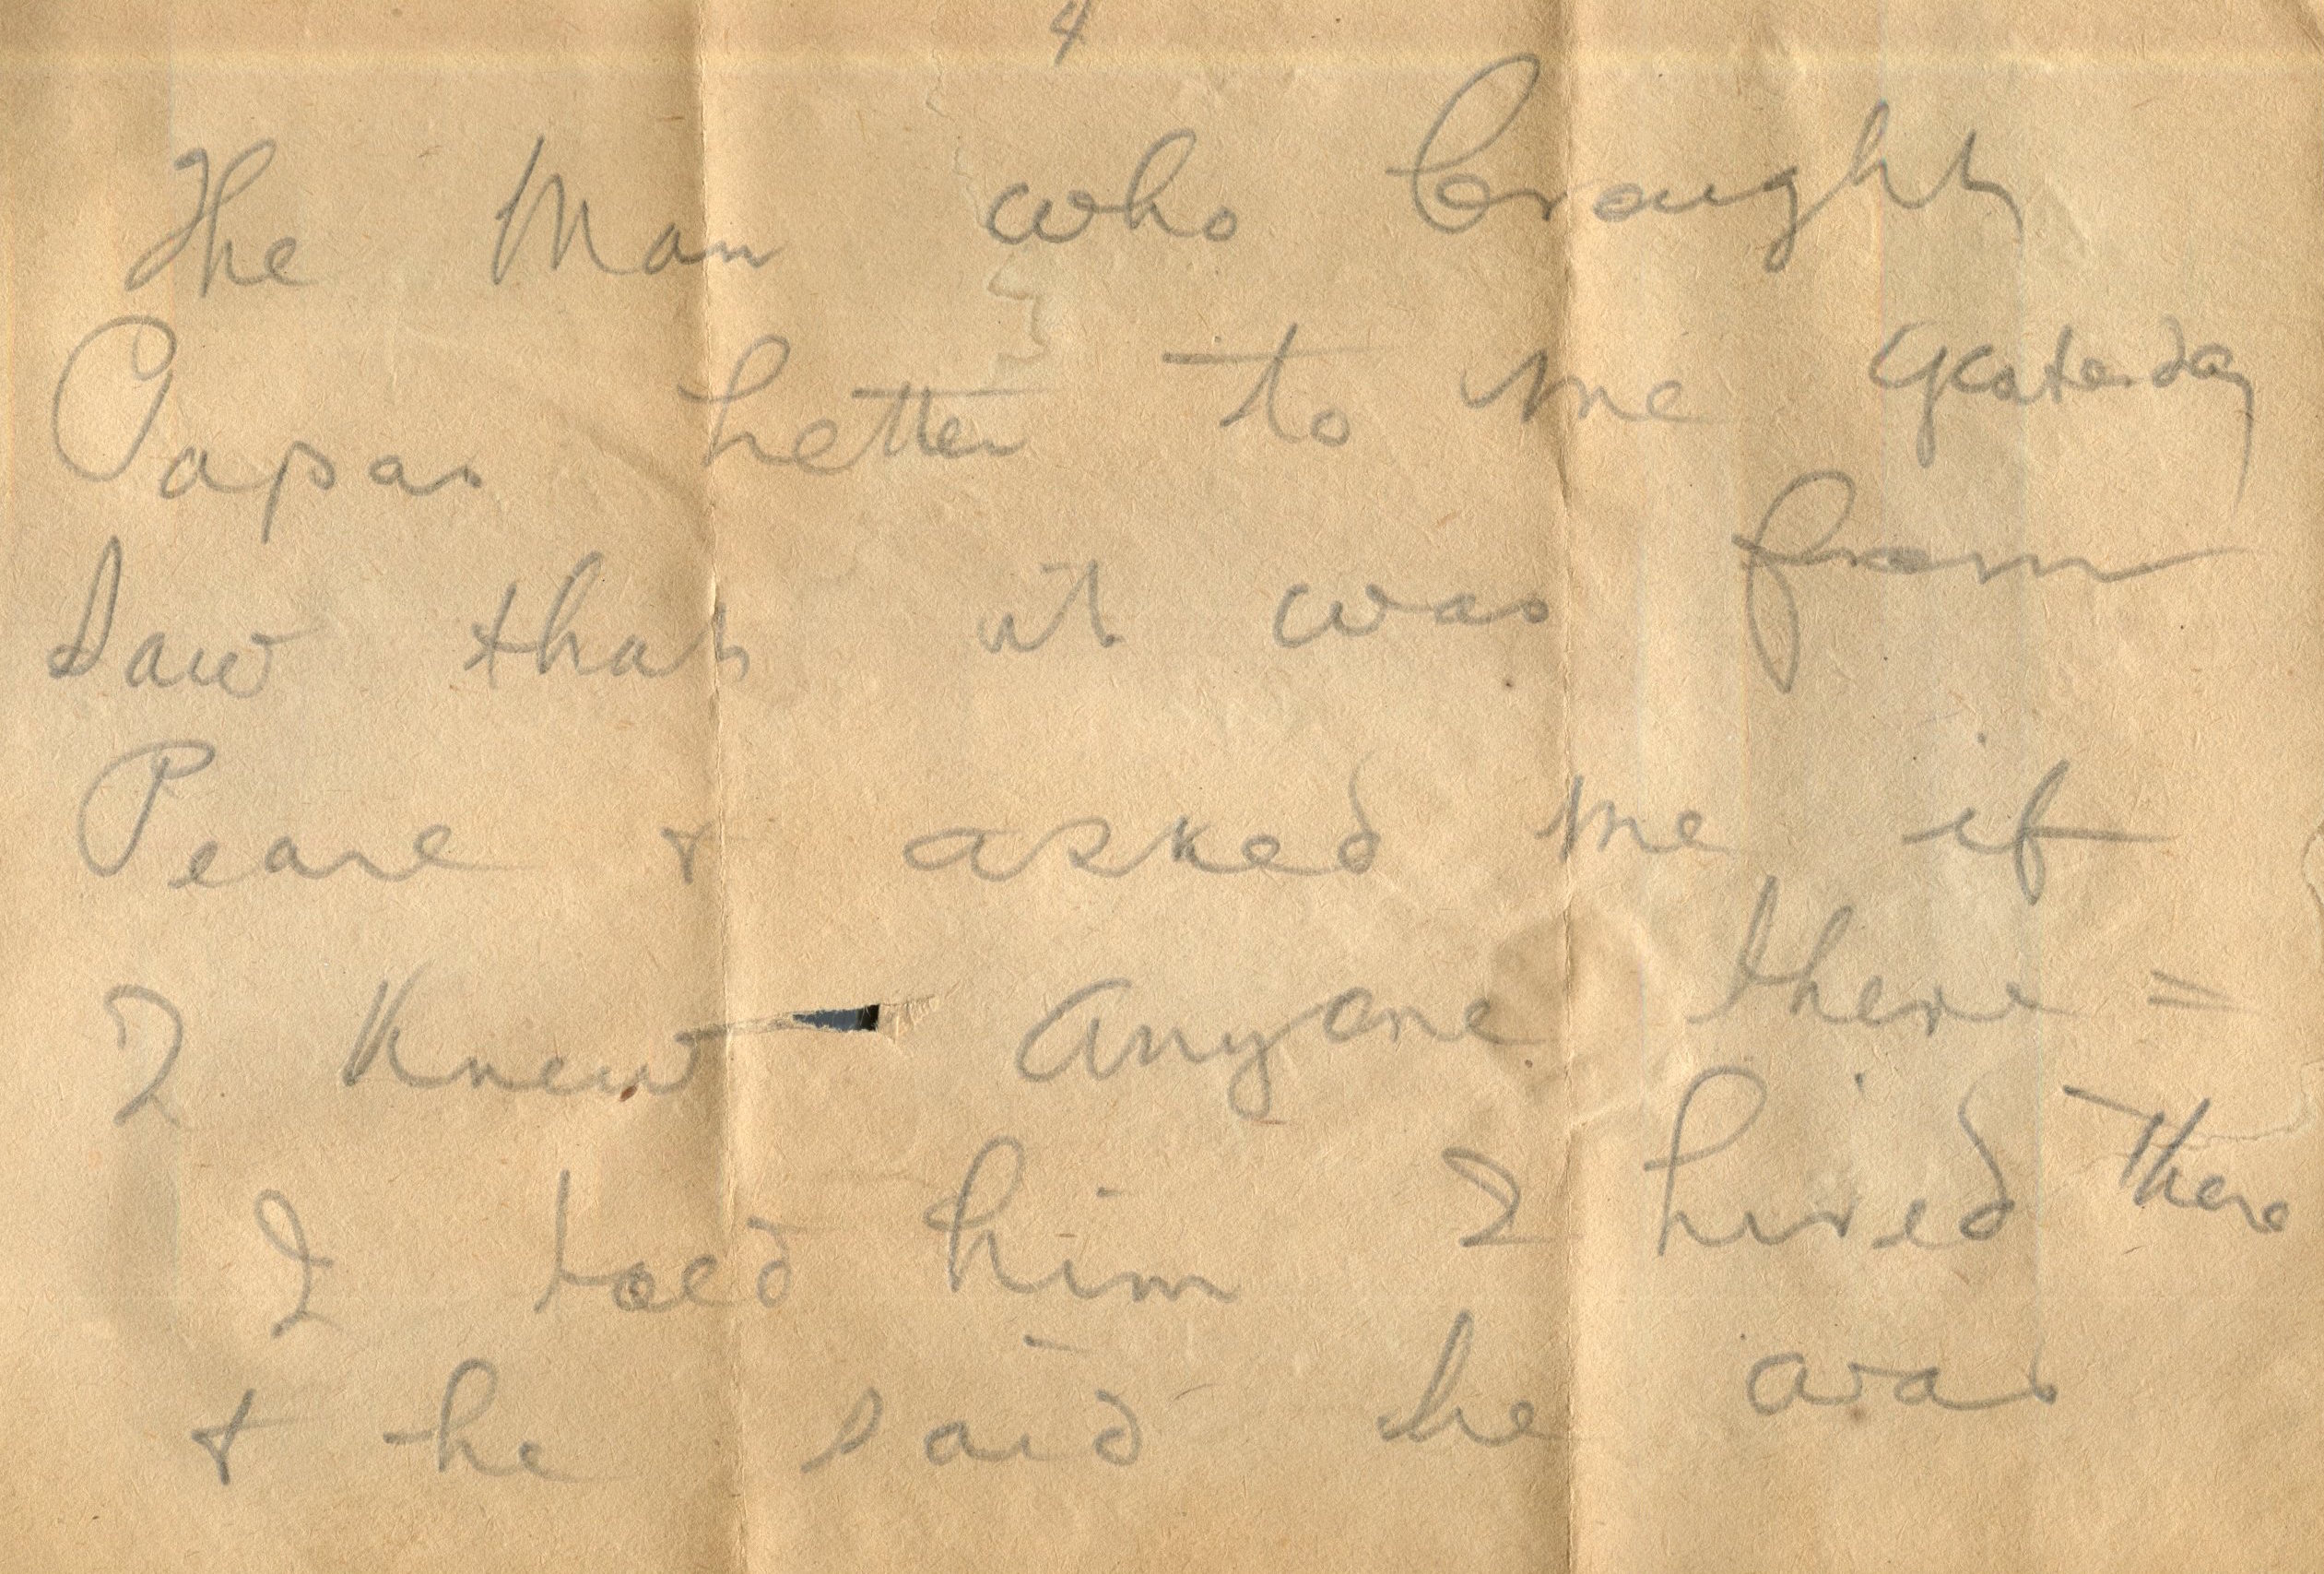 4
The Man who brought
Papas Letter to me Yesterday
Saw that it was from
Pearl + asked me if
I Knew Anyone there =
I told him I Lived There
+ he said he was